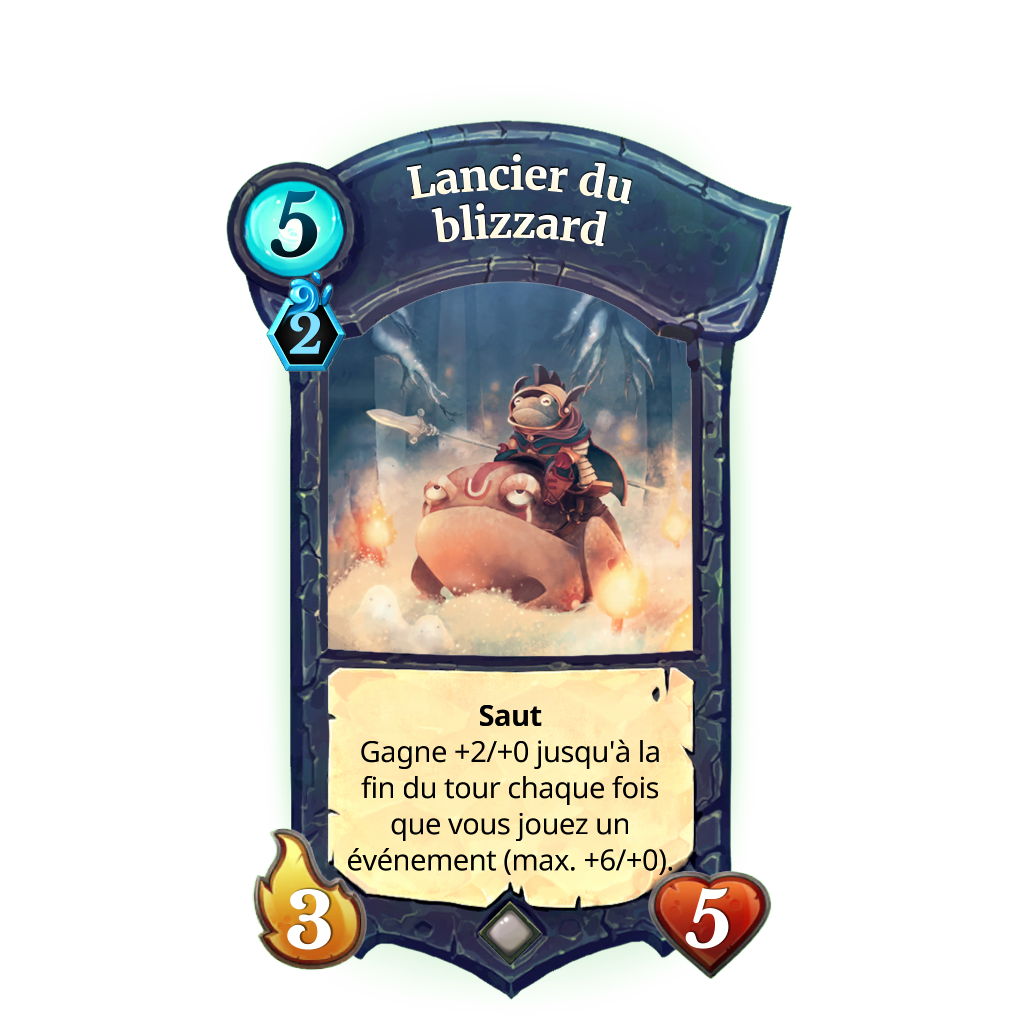 Lancier du
blizzard
5
2
Saut
Gagne +2/+0 jusqu'à la
fin du tour chaque fois
que vous jouez un
événement (max. +6/+0).
3
5